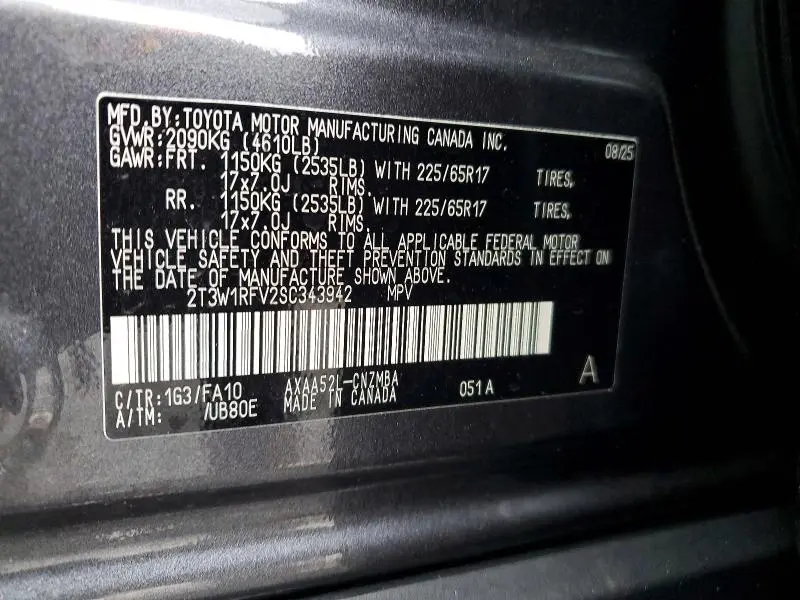 MFD.BY:TOYOTA MOTOR MANUFACTURING CANADA INC.
GVWR:2090KG (4610LB) 08/25
GAWR:FRT. 1150KG (2535LB) WITH 225/65R17 TIRES,
17x7.0J RIMS.
RR. 1150KG (2535LB) WITH 225/65R17 TIRES,
17x7.0J RIMS.
THIS VEHICLE CONFORMS TO ALL APPLICABLE FEDERAL MOTOR
VEHICLE SAFETY AND THEFT PREVENTION STANDARDS IN EFFECT ON
THE DATE OF MANUFACTURE SHOWN ABOVE.
2T3W1RFV2SC343942 MPV
C/TR:1G3/FA10 AXAA52L-CNZMBA 051A A
A/TM: /UB80E MADE IN CANADA